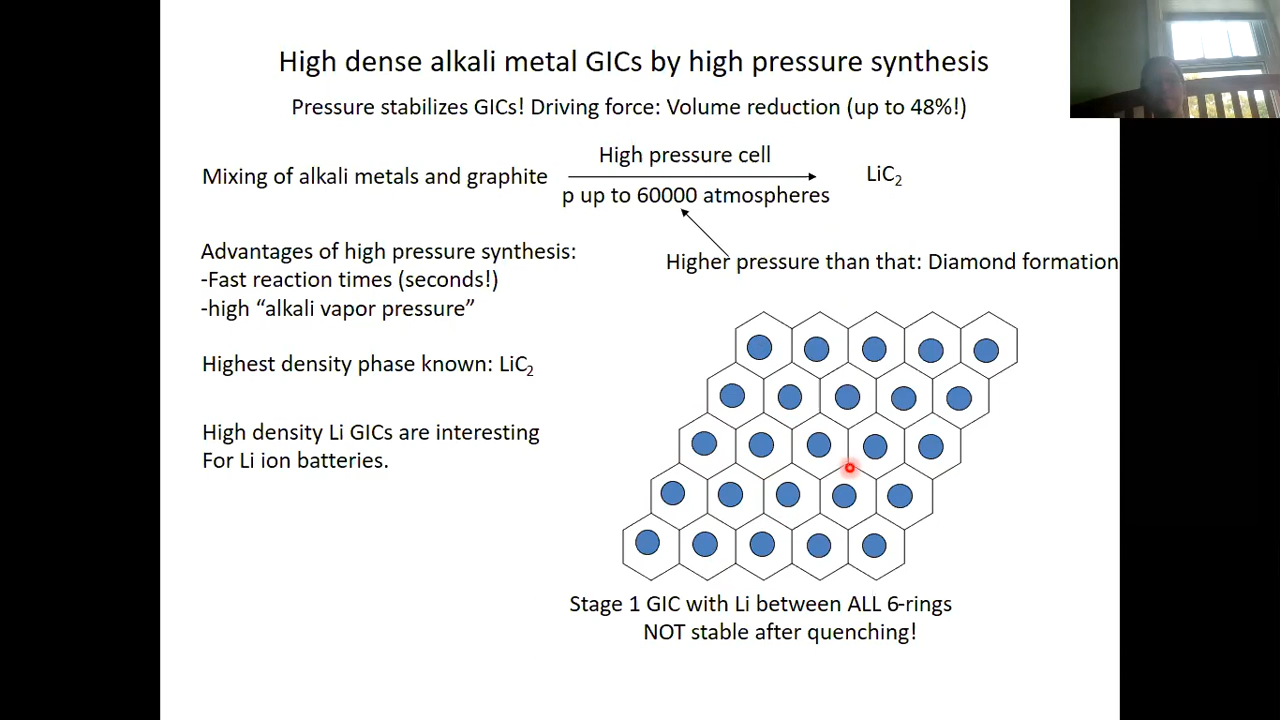 High dense alkali metal GICs by high pressure synthesis
Pressure stabilizes GICs! Driving force: Volume reduction (up to 48%!)
High pressure cell
Mixing of alkali metals and graphite
LiC₂
p up to 60000 atmospheres
Advantages of high pressure synthesis:
Higher pressure than that: Diamond formation
-Fast reaction times (seconds!)
-high “alkali vapor pressure”
Highest density phase known: LiC₂
High density Li GICs are interesting
For Li ion batteries.
Stage 1 GIC with Li between ALL 6-rings
NOT stable after quenching!